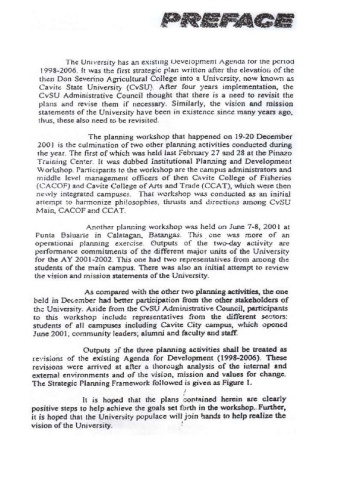 PREFACE
The University has an existing Development Agenda for the period
1998-2006. It was the first strategic plan written after the elevation of the
then Don Severino Agricultural College into a University, now known as
Cavite State University (CvSU). After four years implementation, the
CvSU Administrative Council thought that there is a need to revisit the
plans and revise them if necessary. Similarly, the vision and mission
statements of the University have been in existence since many years ago,
thus, these also need to be revisited.
The planning workshop that happened on 19-20 December
2001 is the culmination of two other planning activities conducted during
the year. The first of which was held last February 27 and 28 at the Pinazo
Training Center. It was dubbed Institutional Planning and Development
Workshop. Participants to the workshop are the campus administrators and
middle level management officers of then Cavite College of Fisheries
(CACOF) and Cavite College of Arts and Trade (CCAT), which were then
newly integrated campuses. That workshop was conducted as an initial
attempt to harmonize philosophies, thrusts and directions among CvSU
Main, CACOF and CCAT.
Another planning workshop was held on June 7-8, 2001 at
Punta Baluarte in Calatagan, Batangas. This one was more of an
operational planning exercise. Outputs of the two-day activity are
performance commitments of the different major units of the University
for the AY 2001-2002. This one had two representatives from among the
students of the main campus. There was also an initial attempt to review
the vision and mission statements of the University.
As compared with the other two planning activities, the one
held in December had better participation from the other stakeholders of
the University. Aside from the CvSU Administrative Council, participants
to this workshop include representatives from the different sectors:
students of all campuses including Cavite City campus, which opened
June 2001, community leaders; alumni and faculty and staff.
Outputs of the three planning activities shall be treated as
revisions of the existing Agenda for Development (1998-2006). These
revisions were arrived at after a thorough analysis of the internal and
external environments and of the vision, mission and values for change.
The Strategic Planning Framework followed is given as Figure 1.
It is hoped that the plans contained herein are clearly
positive steps to help achieve the goals set forth in the workshop. Further,
it is hoped that the University populace will join hands to help realize the
vision of the University.